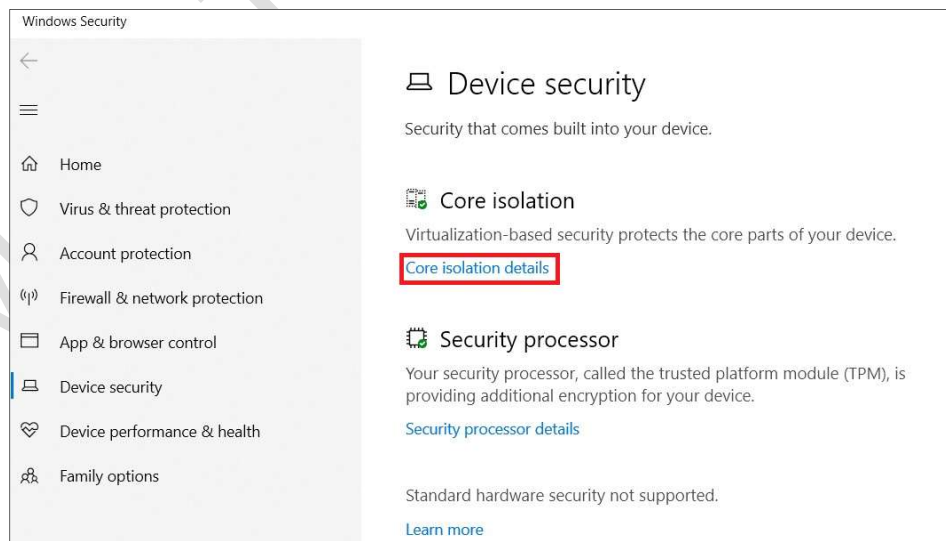 Windows Security
Home
Virus & threat protection
Account protection
Firewall & network protection
App & browser control
Device security
Device performance & health
Family options
Device security
Security that comes built into your device.
Core isolation
Virtualization-based security protects the core parts of your device.
Core isolation details
Security processor
Your security processor, called the trusted platform module (TPM), is
providing additional encryption for your device.
Security processor details
Standard hardware security not supported.
Learn more